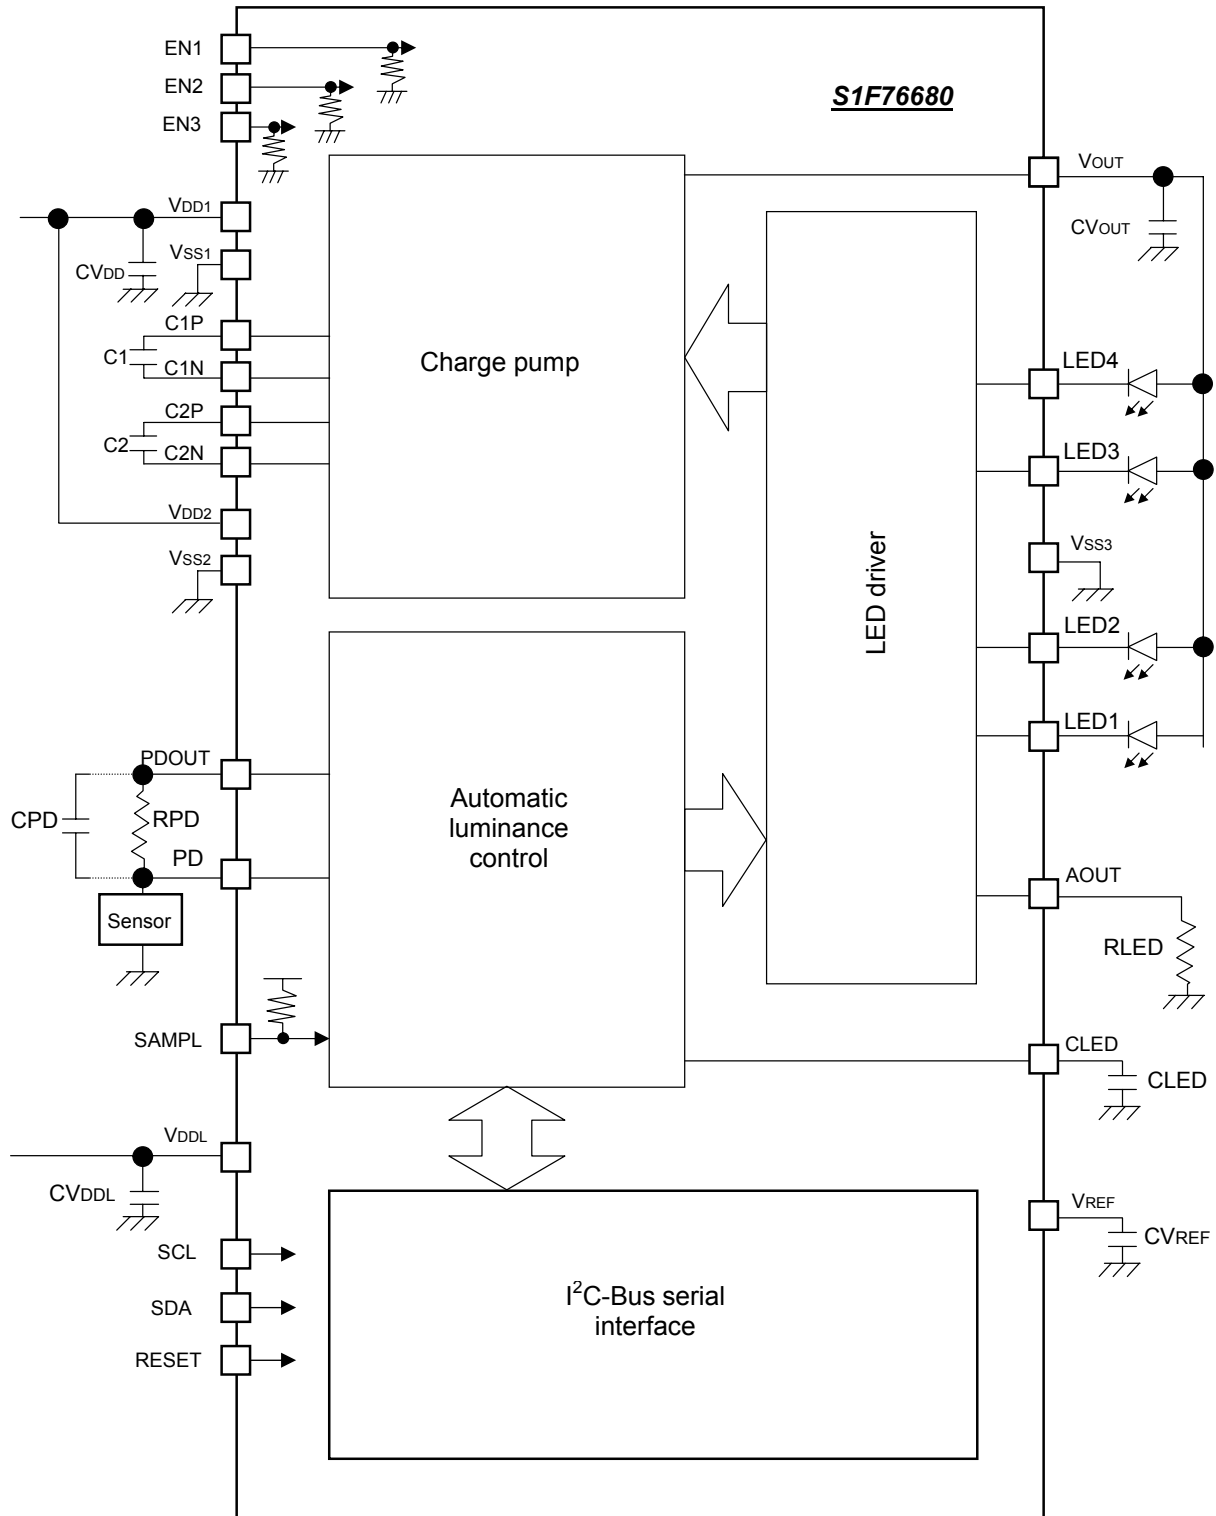 EN1
EN2
EN3
S1F76680
VDD1
CVDD
VSS1
C1P
C1
C1N
C2P
C2
C2N
VDD2
VSS2
Charge pump
LED driver
VOUT
CVOUT
LED4
LED3
VSS3
LED2
LED1
PDOUT
CPD
RPD
PD
Sensor
Automatic
luminance
control
AOUT
RLED
SAMPL
CLED
CLED
VDDL
CVDDL
VREF
CVREF
SCL
SDA
RESET
I²C-Bus serial
interface